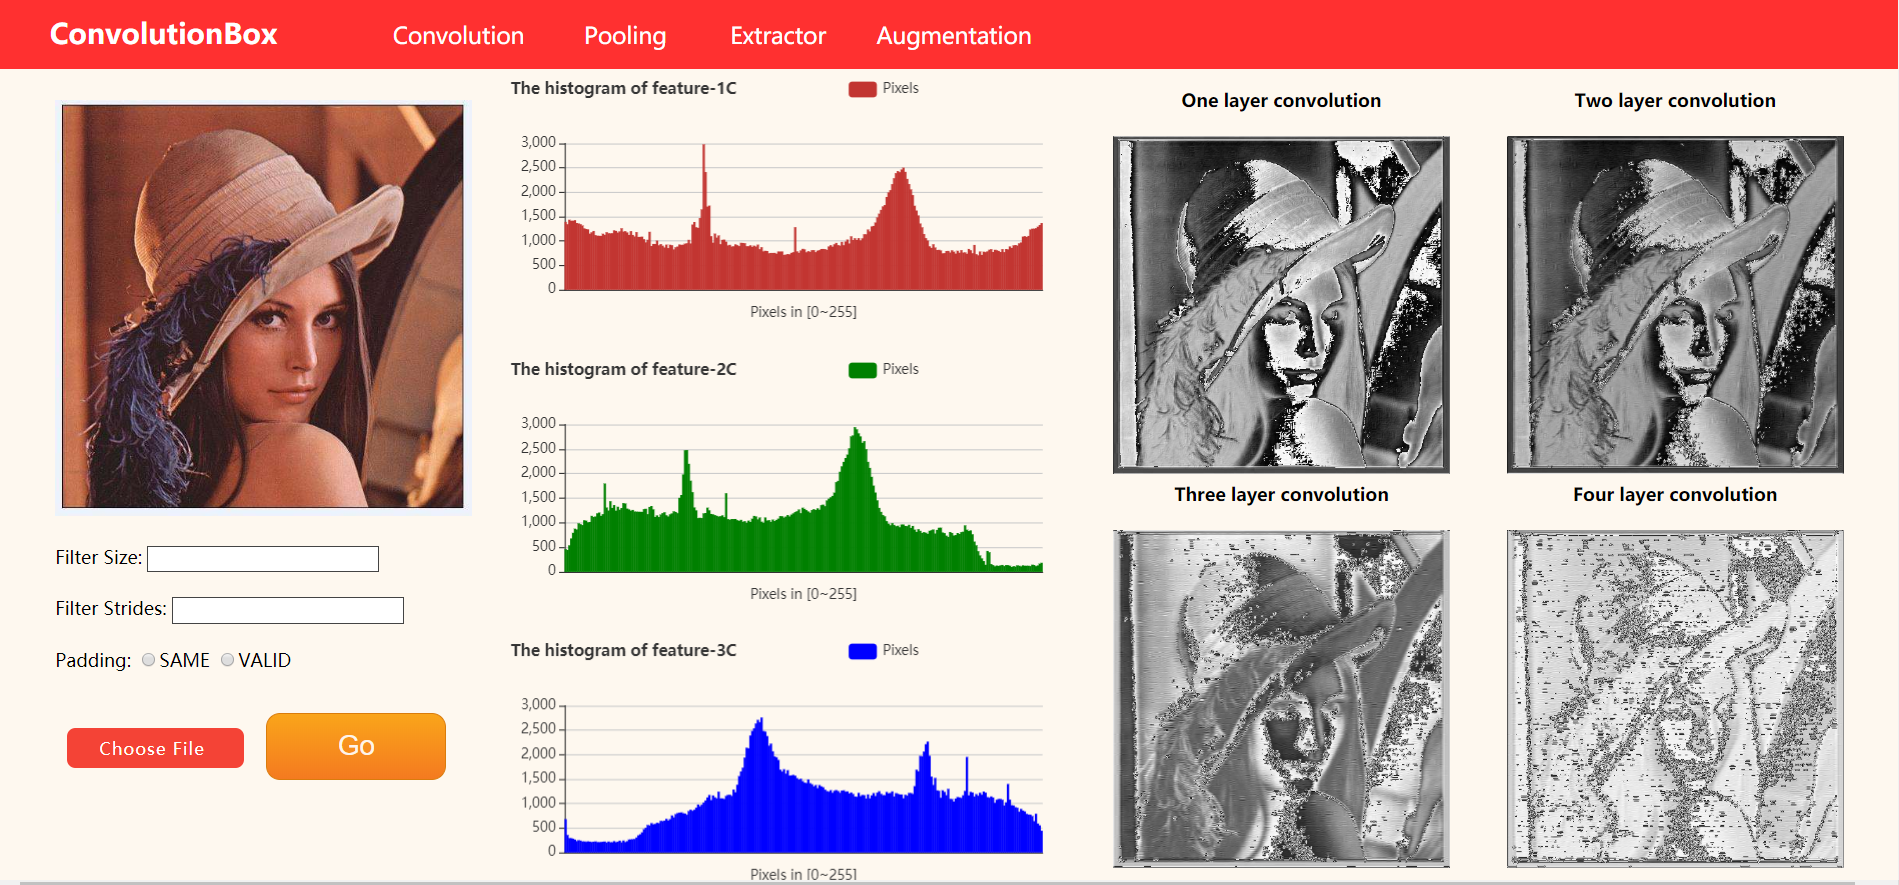 ConvolutionBox
Convolution
Pooling
Extractor
Augmentation
Filter Size:
Filter Strides:
Padding: SAME VALID
Choose File
Go
The histogram of feature-1C
Pixels
3,000
2,500
2,000
1,500
1,000
500
0
Pixels in [0~255]
The histogram of feature-2C
Pixels
3,000
2,500
2,000
1,500
1,000
500
0
Pixels in [0~255]
The histogram of feature-3C
Pixels
3,000
2,500
2,000
1,500
1,000
500
0
Pixels in [0~255]
One layer convolution
Two layer convolution
Three layer convolution
Four layer convolution